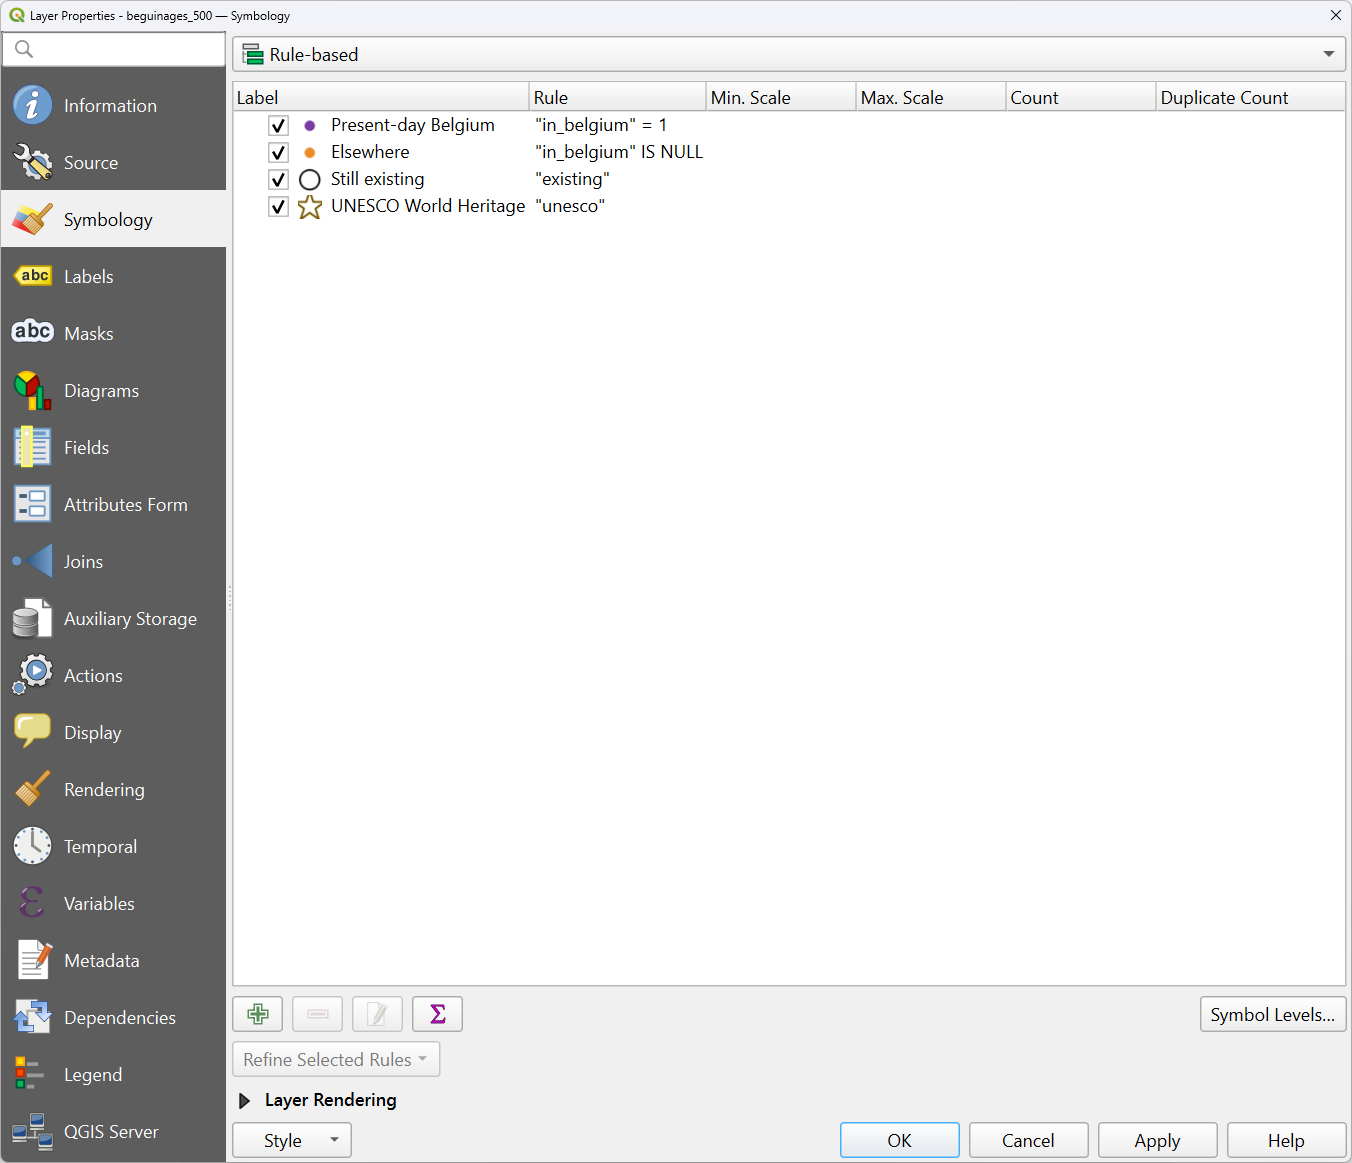 Layer Properties - beguinages_500 — Symbology
Information
Source
Symbology
Labels
Masks
Diagrams
Fields
Attributes Form
Joins
Auxiliary Storage
Actions
Display
Rendering
Temporal
Variables
Metadata
Dependencies
Legend
QGIS Server
abc
abc
Rule-based
Label Rule Min. Scale Max. Scale Count Duplicate Count
Present-day Belgium "in_belgium" = 1
Elsewhere "in_belgium" IS NULL
Still existing "existing"
UNESCO World Heritage "unesco"
Σ
Symbol Levels...
Refine Selected Rules
Layer Rendering
Style OK Cancel Apply Help